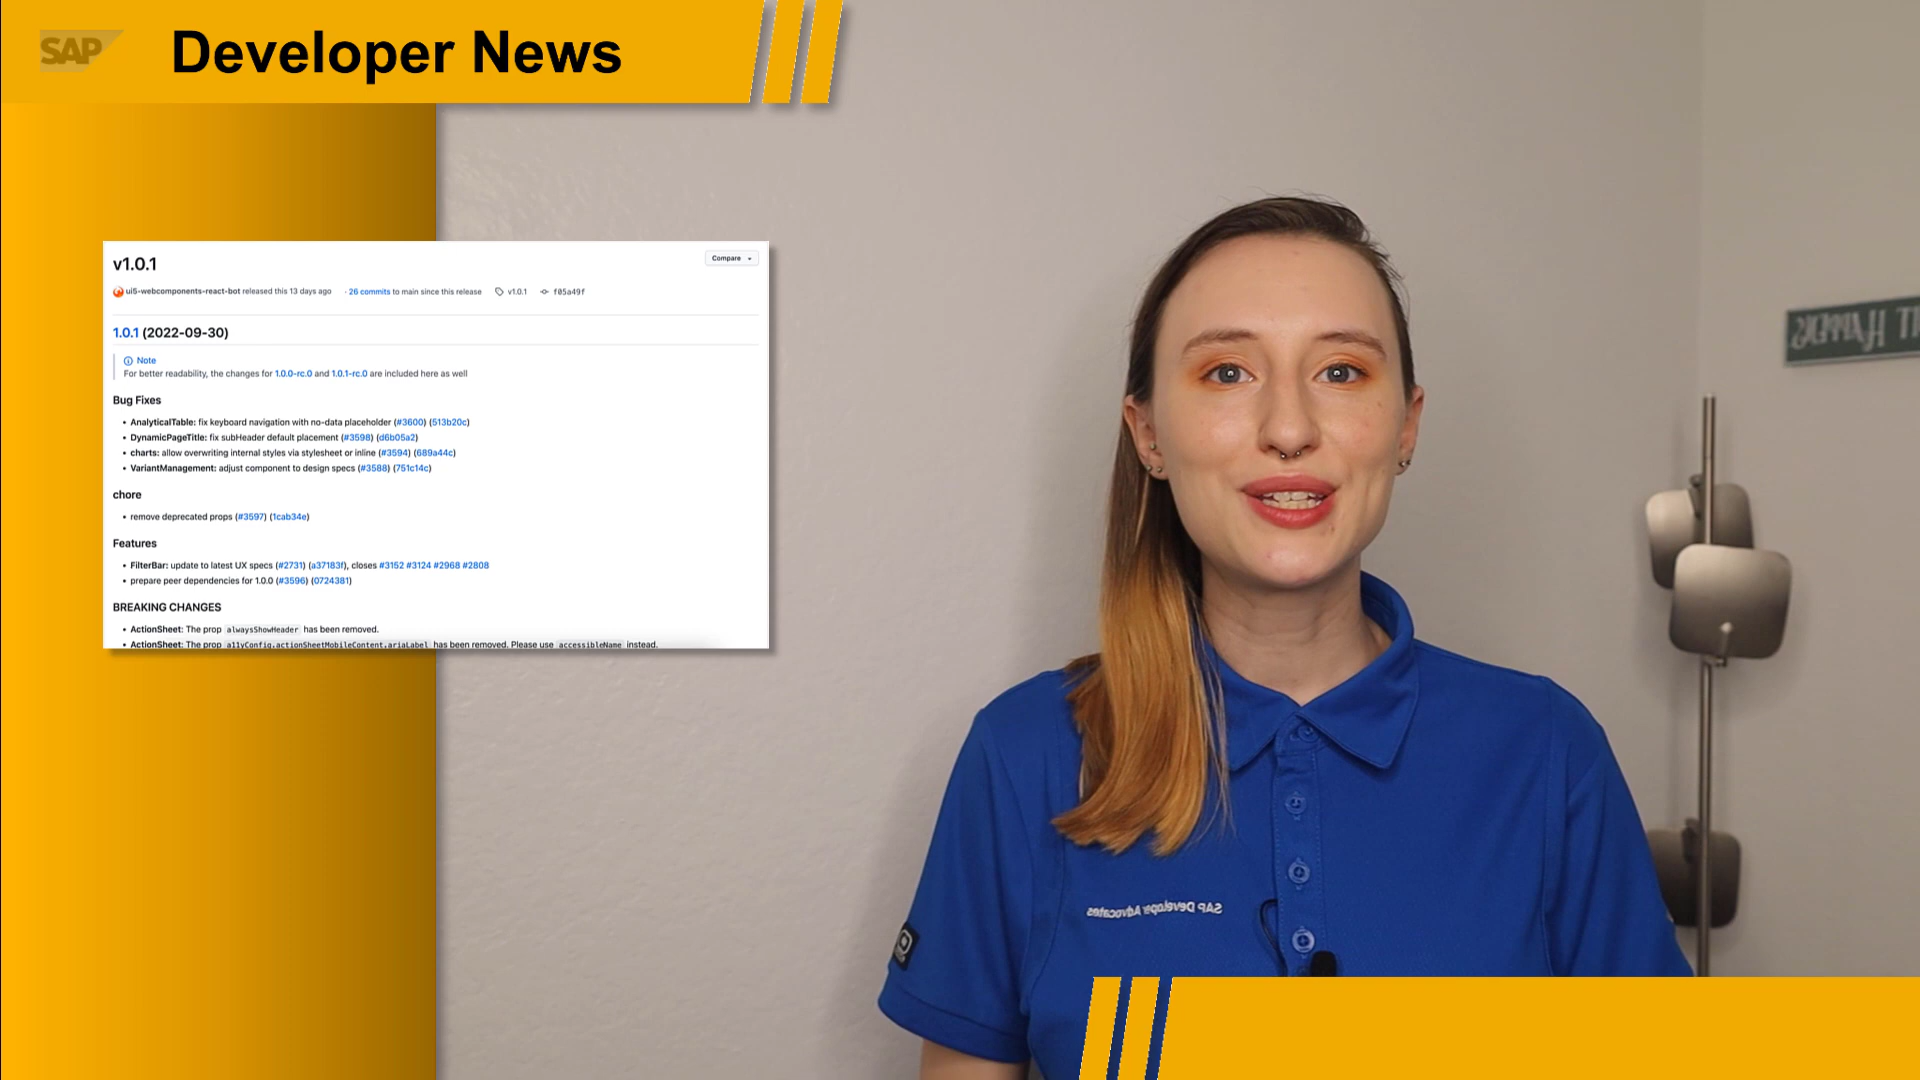 SAP
Developer News
v1.0.1
Compare
ui5-webcomponents-react-bot released this 13 days ago · 26 commits to main since this release v1.0.1 f05a49f
1.0.1 (2022-09-30)
Note
For better readability, the changes for 1.0.0-rc.0 and 1.0.1-rc.0 are included here as well
Bug Fixes
• AnalyticalTable: fix keyboard navigation with no-data placeholder (#3600) (513b20c)
• DynamicPageTitle: fix subHeader default placement (#3598) (d6b05a2)
• charts: allow overwriting internal styles via stylesheet or inline (#3594) (689a44c)
• VariantManagement: adjust component to design specs (#3588) (751c14c)
chore
• remove deprecated props (#3597) (1cab34e)
Features
• FilterBar: update to latest UX specs (#2731) (a37183f), closes #3152 #3124 #2968 #2808
• prepare peer dependencies for 1.0.0 (#3596) (0724381)
BREAKING CHANGES
• ActionSheet: The prop alwaysShowHeader has been removed.
• ActionSheet: The prop a11yConfig.actionSheetMobileContent.ariaLabel has been removed. Please use accessibleName instead.
IT HAPPENS
SAP Developer Advocates